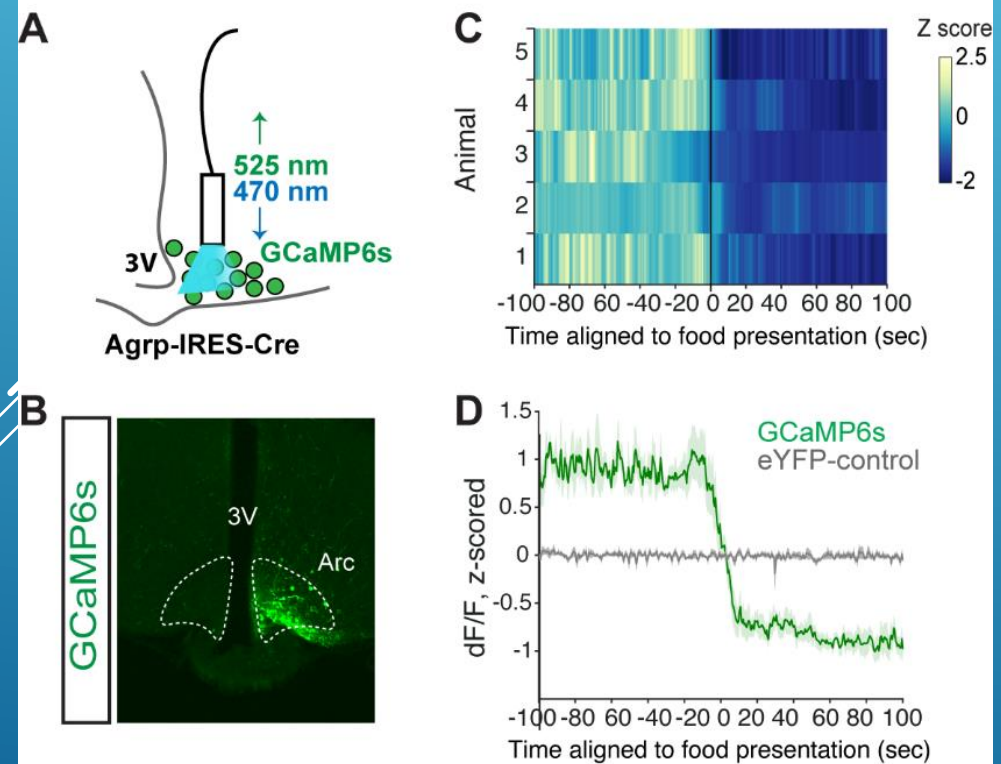 A
525 nm
470 nm
GCaMP6s
3V
Agrp-IRES-Cre
B
GCaMP6s
3V
Arc
C
Z score
2.5
0
-2
Animal
5
4
3
2
1
-100 -80 60 -40 -20 0 20 40 60 80 100
Time aligned to food presentation (sec)
D
GCaMP6s
eYFP-control
dF/F, z-scored
1.5
1
0.5
0
-0.5
-1
-100 -80 60 -40 -20 0 20 40 60 80 100
Time aligned to food presentation (sec)